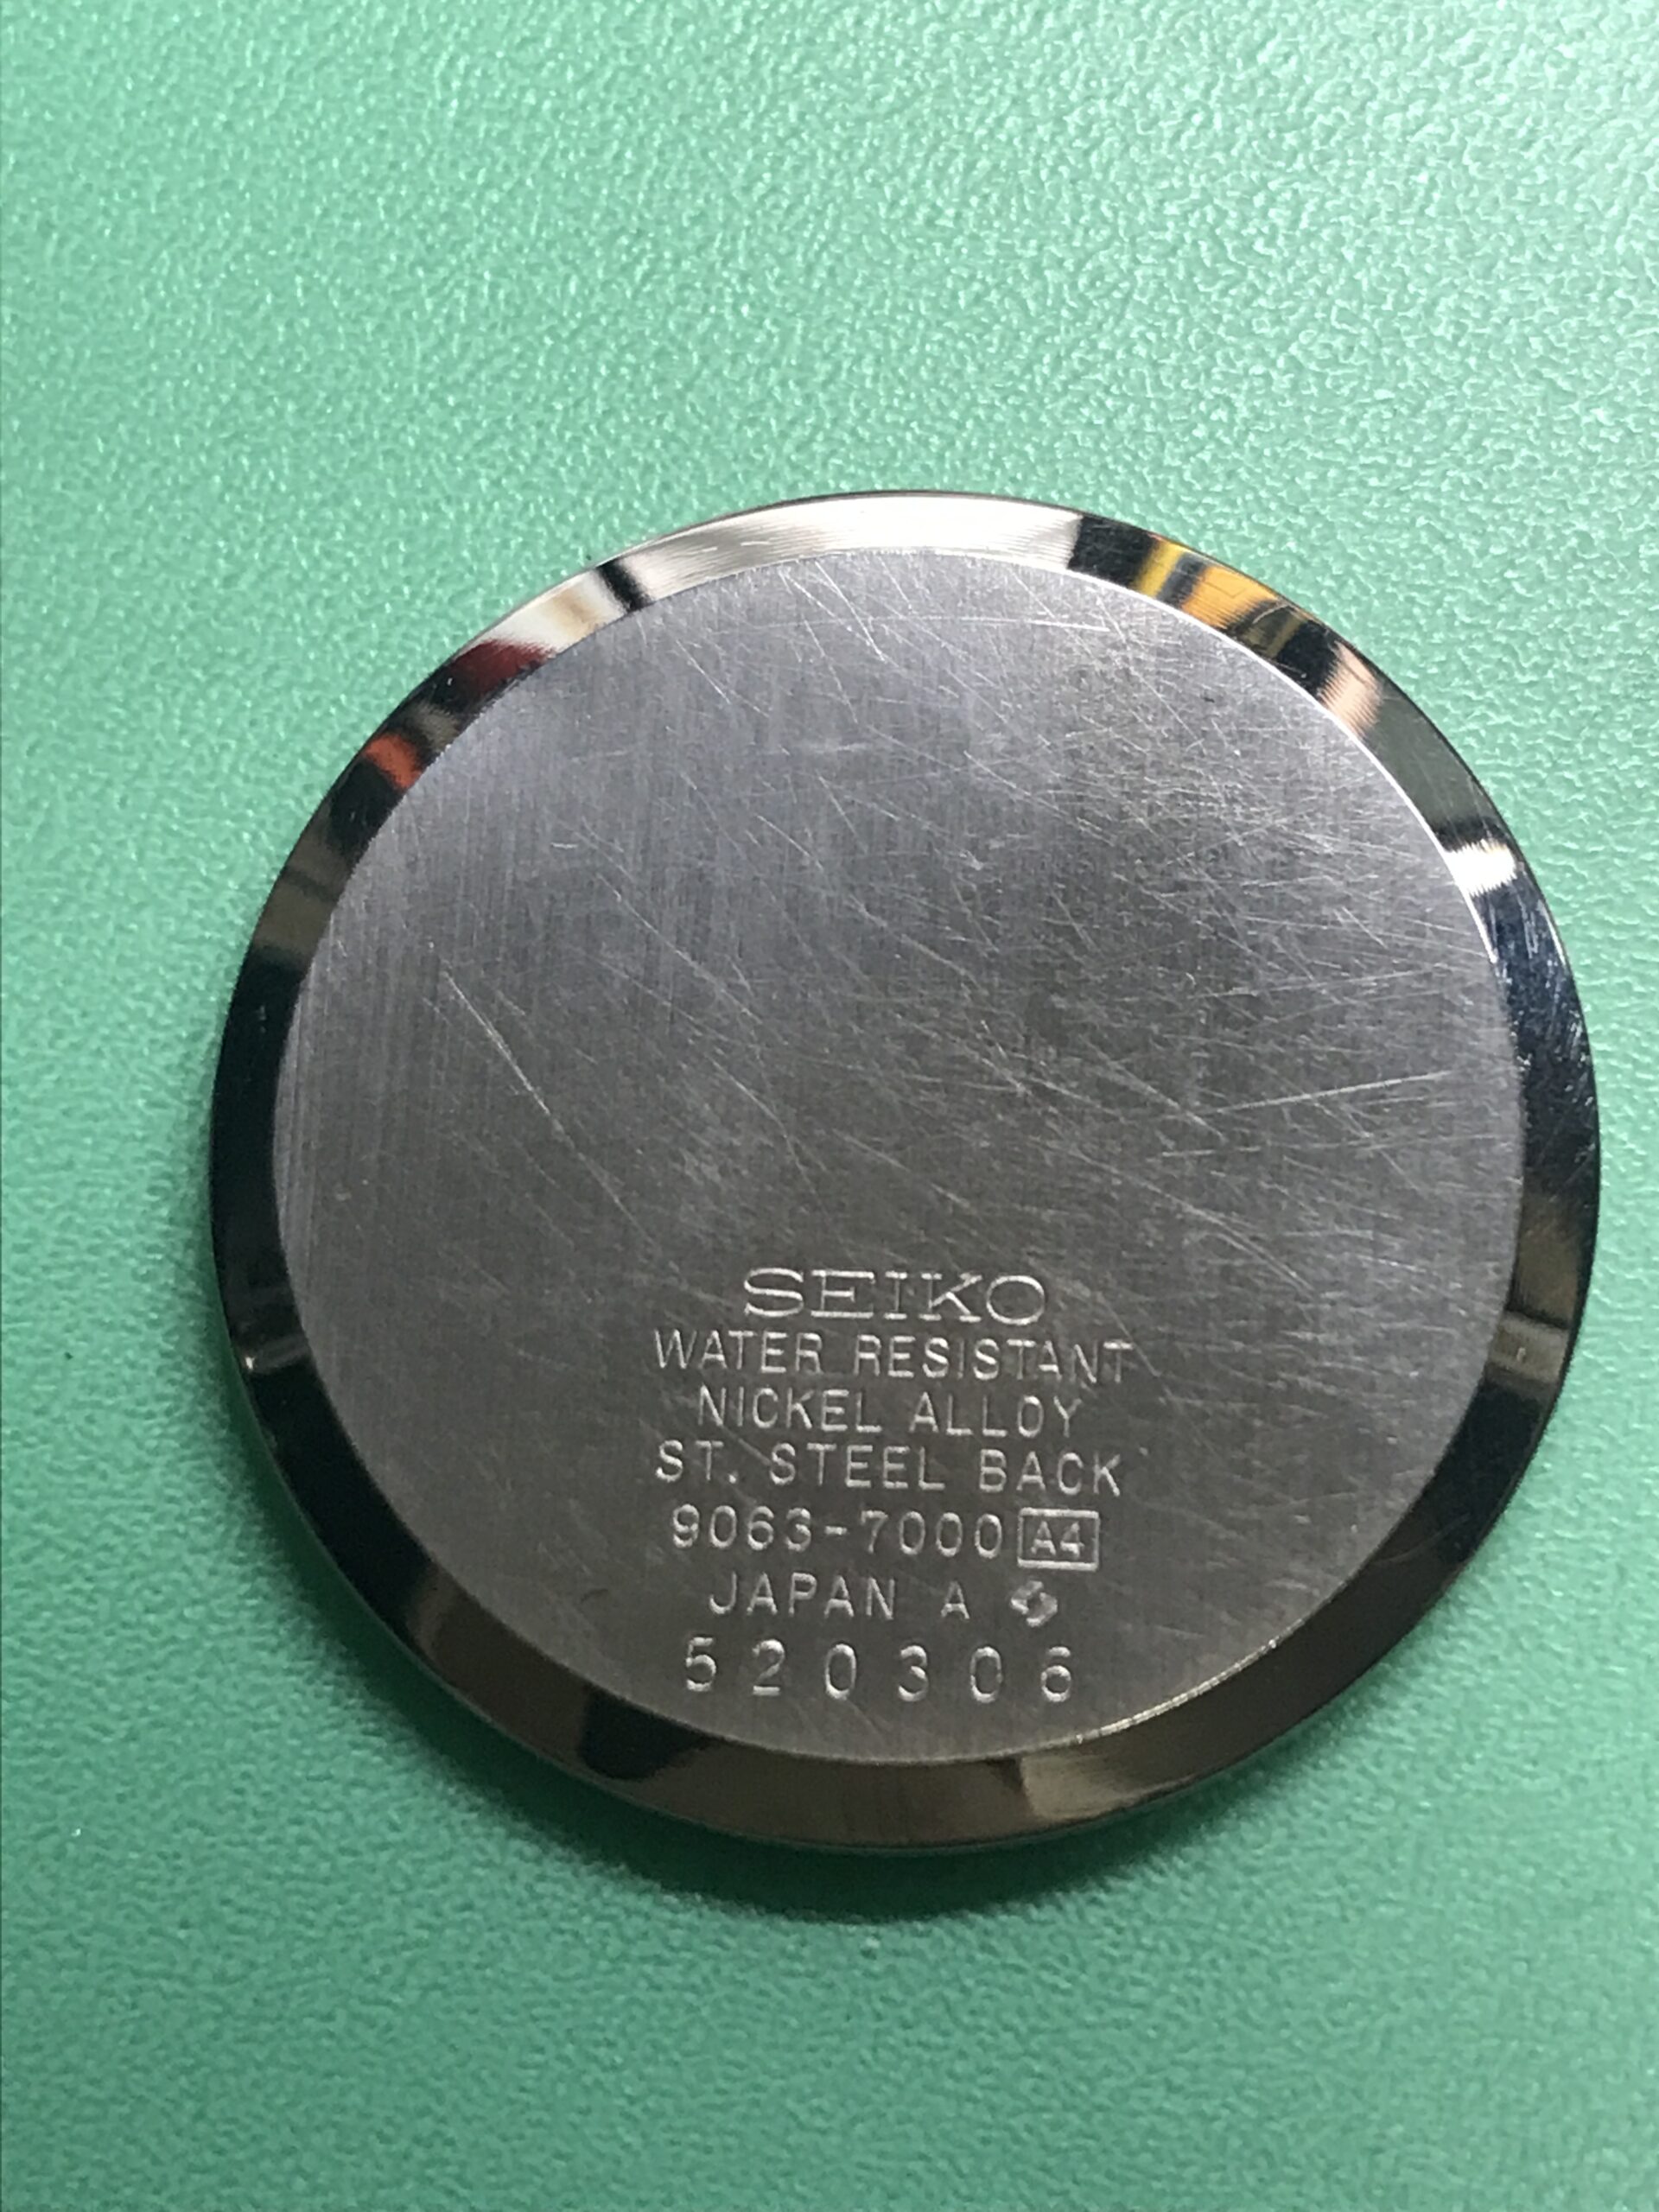 SEIKO
WATER RESISTANT
NICKEL ALLOY
ST. STEEL BACK
9063-7000 A4
JAPAN A
520306